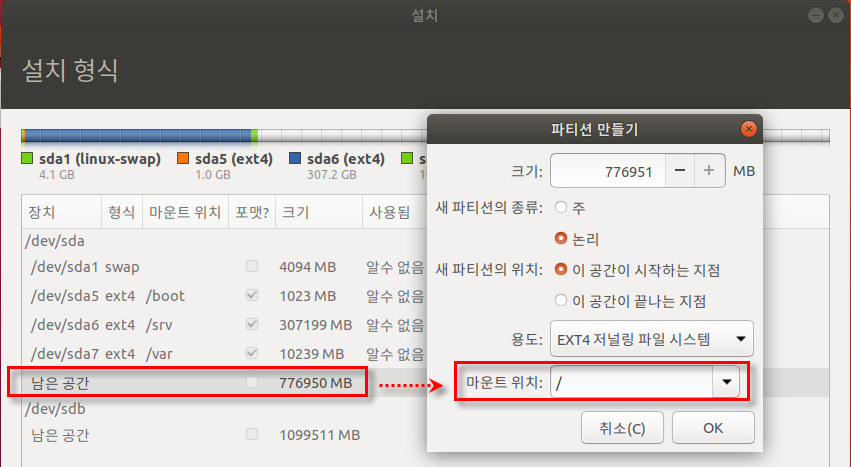 설치
설치 형식
sda1 (linux-swap) sda5 (ext4) sda6 (ext4)
4.1 GB 1.0 GB 307.2 GB
장치 형식 마운트 위치 포맷? 크기 사용됨
/dev/sda
/dev/sda1 swap 4094 MB 알수 없음
/dev/sda5 ext4 /boot 1023 MB 알수 없음
/dev/sda6 ext4 /srv 307199 MB 알수 없음
/dev/sda7 ext4 /var 10239 MB 알수 없음
남은 공간 776950 MB
/dev/sdb
남은 공간 1099511 MB
파티션 만들기
크기: 776951 MB
새 파티션의 종류: 주
논리
새 파티션의 위치: 이 공간이 시작하는 지점
이 공간이 끝나는 지점
용도: EXT4 저널링 파일 시스템
마운트 위치: /
취소(C) OK